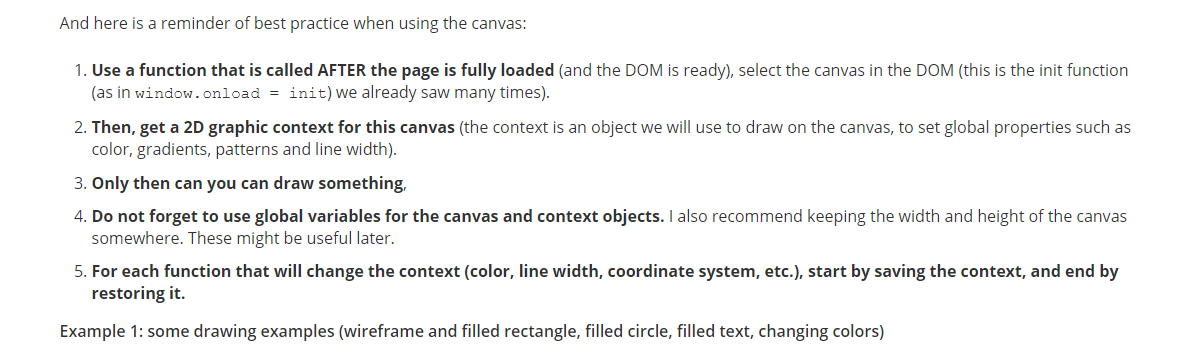 And here is a reminder of best practice when using the canvas:
1. Use a function that is called AFTER the page is fully loaded (and the DOM is ready), select the canvas in the DOM (this is the init function
(as in window.onload = init) we already saw many times).
2. Then, get a 2D graphic context for this canvas (the context is an object we will use to draw on the canvas, to set global properties such as
color, gradients, patterns and line width).
3. Only then can you can draw something,
4. Do not forget to use global variables for the canvas and context objects. I also recommend keeping the width and height of the canvas
somewhere. These might be useful later.
5. For each function that will change the context (color, line width, coordinate system, etc.), start by saving the context, and end by
restoring it.
Example 1: some drawing examples (wireframe and filled rectangle, filled circle, filled text, changing colors)